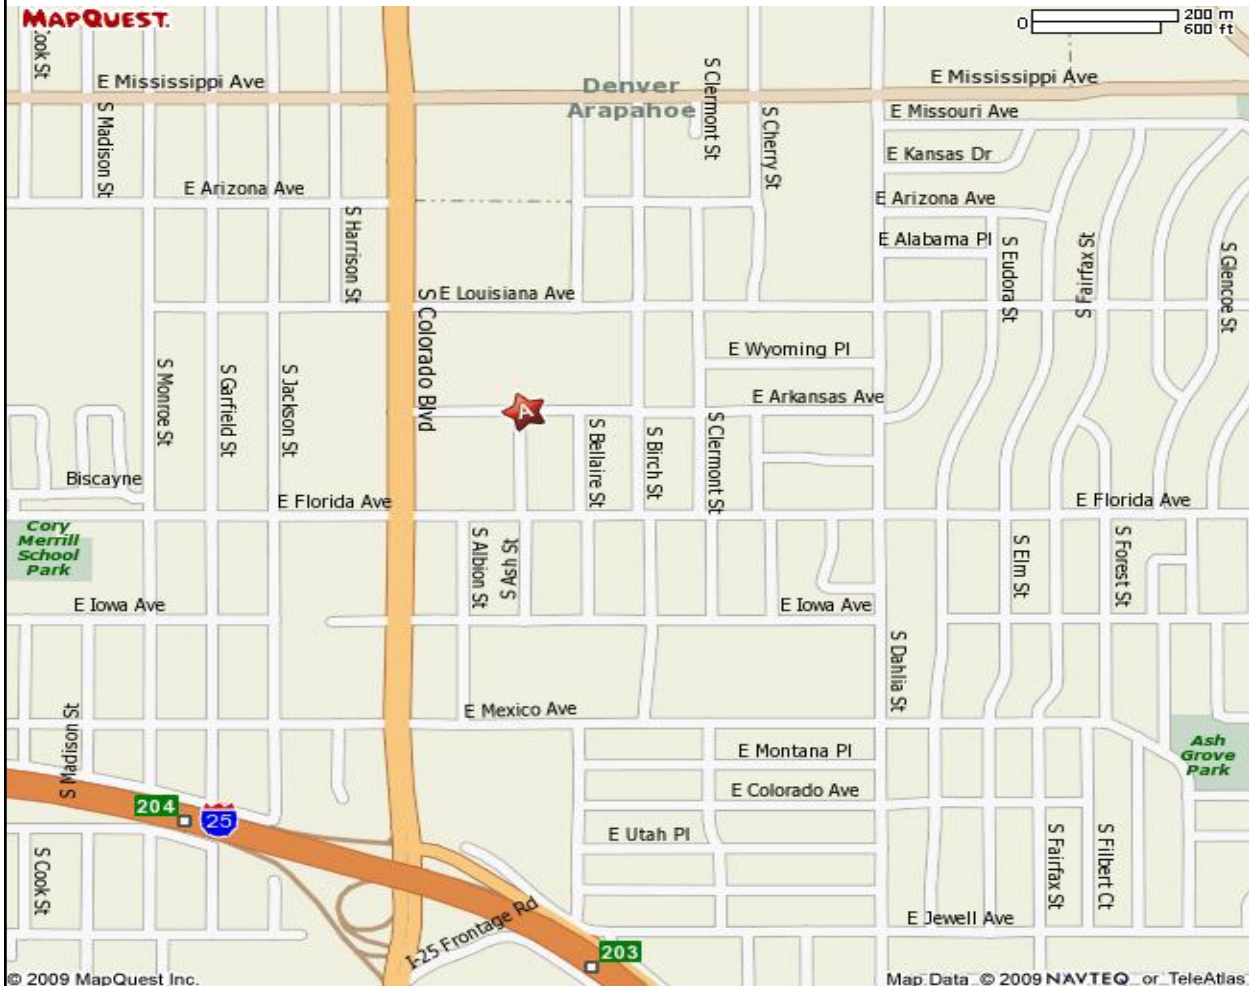 MAPQUEST.
0
200 m
600 ft
Cook St
E Mississippi Ave
Denver
Arapahoe
S Clermont St
E Mississippi Ave
S Madison St
S Cherry St
E Missouri Ave
E Kansas Dr
E Arizona Ave
E Arizona Ave
S Harrison St
E Alabama Pl
S Eudora St
S Fairfax St
S Glencoe St
S Colorado Blvd
E Louisiana Ave
E Wyoming Pl
S Monroe St
S Garfield St
S Jackson St
E Arkansas Ave
A
S Bellaire St
S Birch St
S Clermont St
Biscayne
E Florida Ave
E Florida Ave
Cory
Merrill
School
Park
S Albion St
S Ash St
S Elm St
S Forest St
E Iowa Ave
E Iowa Ave
S Dahlia St
S Madision St
E Mexico Ave
E Montana Pl
Ash
Grove
Park
E Colorado Ave
204
25
E Utah Pl
S Cook St
S Fairfax St
S Filbert Ct
I-25 Frontage Rd
E Jewell Ave
203
© 2009 MapQuest Inc.
Map Data © 2009 NAVTEQ or TeleAtlas